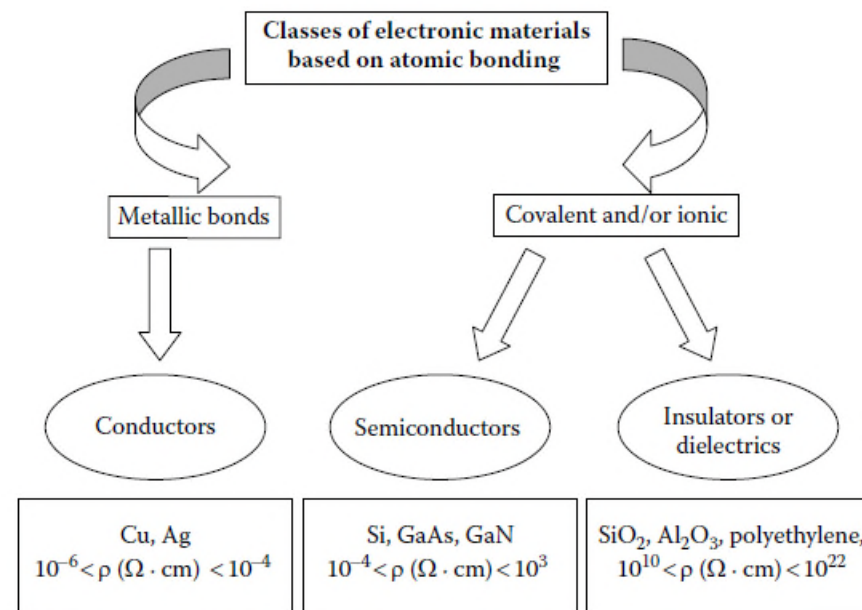 Classes of electronic materials
based on atomic bonding
Metallic bonds
Covalent and/or ionic
Conductors
Semiconductors
Insulators or
dielectrics
Cu, Ag
10⁻⁶ < ρ (Ω · cm) < 10⁻⁴
Si, GaAs, GaN
10⁻⁴ < ρ (Ω · cm) < 10³
SiO₂, Al₂O₃, polyethylene,
10¹⁰ < ρ (Ω · cm) < 10²²